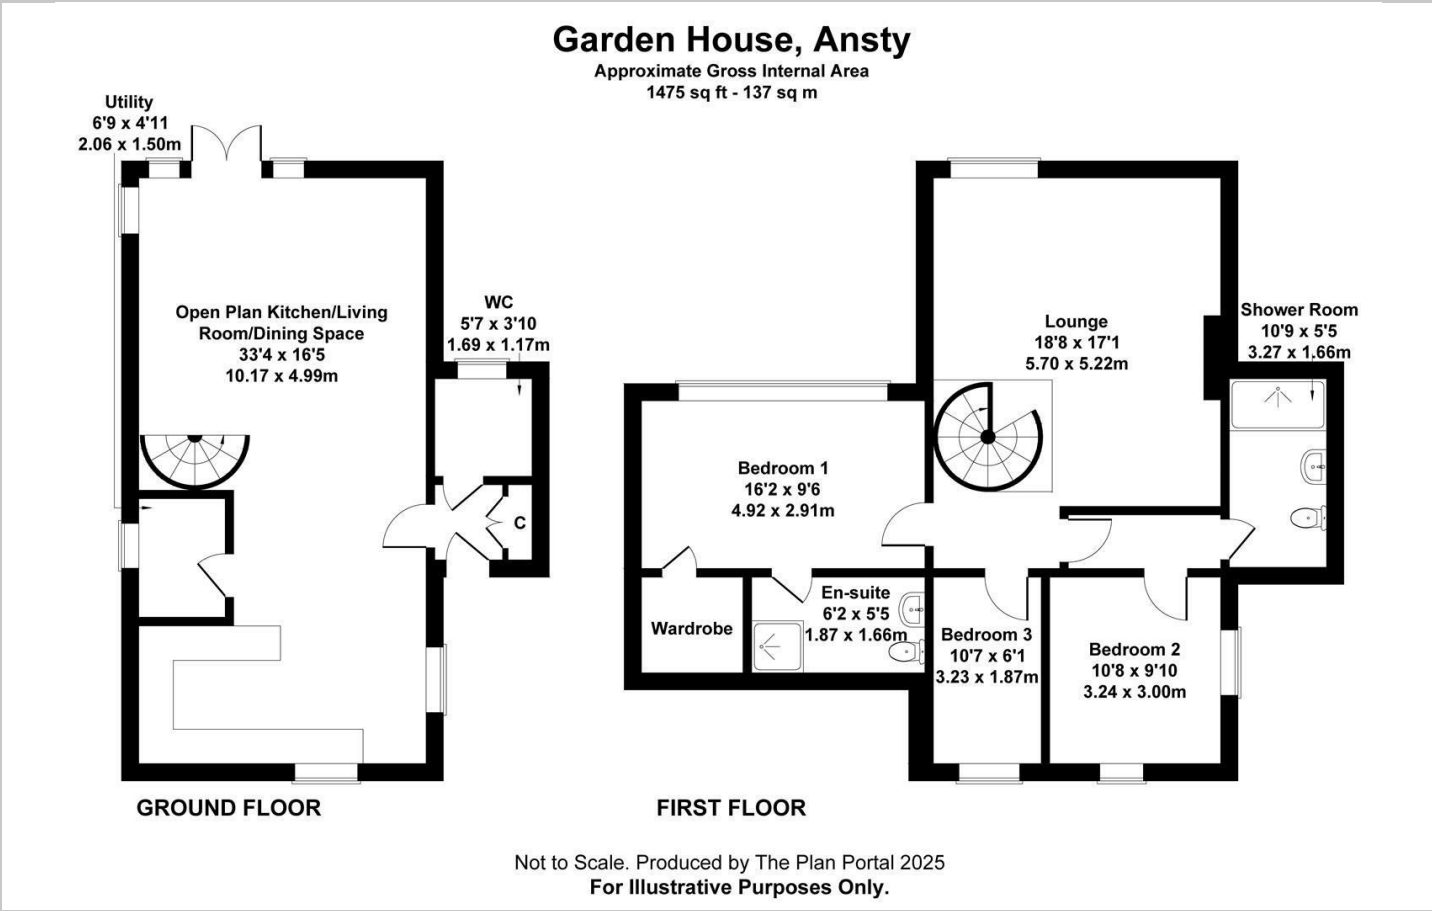 Garden House, Ansty
Approximate Gross Internal Area
1475 sq ft - 137 sq m
Utility
6'9 x 4'11
2.06 x 1.50m
Open Plan Kitchen/Living
Room/Dining Space
33'4 x 16'5
10.17 x 4.99m
WC
5'7 x 3'10
1.69 x 1.17m
C
GROUND FLOOR
Lounge
18'8 x 17'1
5.70 x 5.22m
Shower Room
10'9 x 5'5
3.27 x 1.66m
Bedroom 1
16'2 x 9'6
4.92 x 2.91m
Wardrobe
En-suite
6'2 x 5'5
1.87 x 1.66m
Bedroom 3
10'7 x 6'1
3.23 x 1.87m
Bedroom 2
10'8 x 9'10
3.24 x 3.00m
FIRST FLOOR
Not to Scale. Produced by The Plan Portal 2025
For Illustrative Purposes Only.